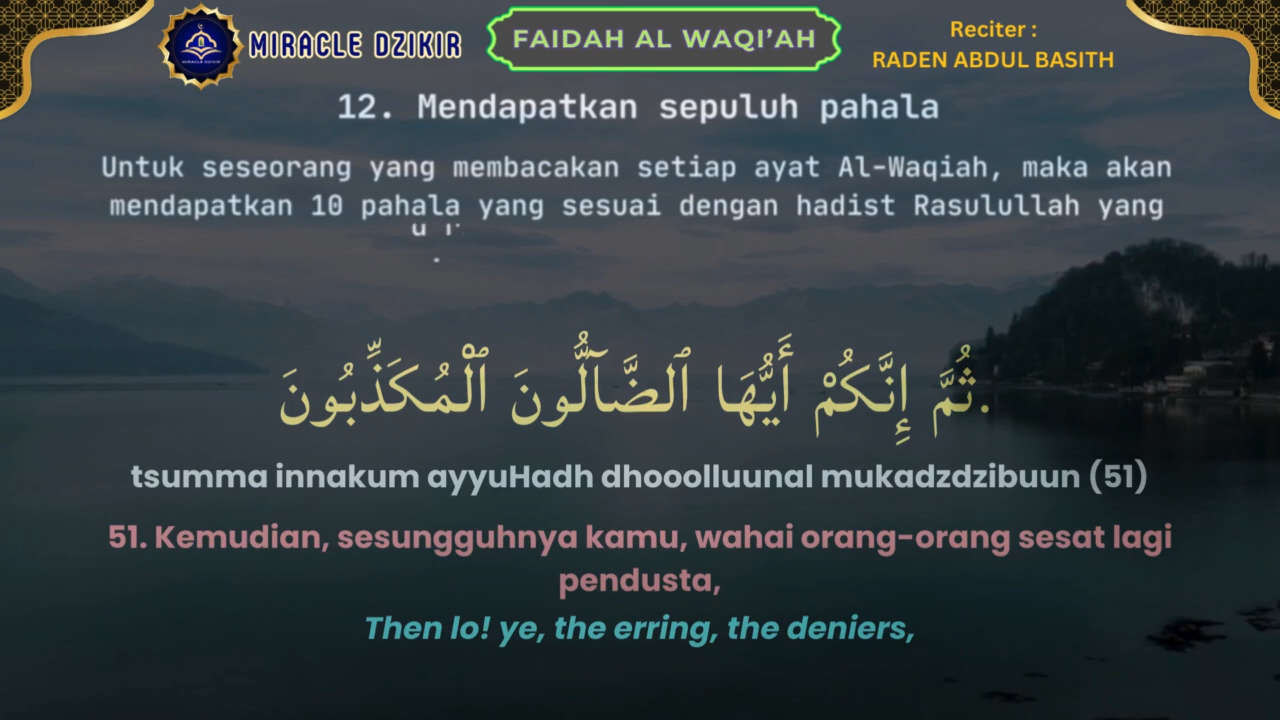 MIRACLE DZIKIR
FAIDAH AL WAQI'AH
Reciter :
RADEN ABDUL BASITH
12. Mendapatkan sepuluh pahala
Untuk seseorang yang membacakan setiap ayat Al-Waqiah, maka akan
mendapatkan 10 pahala yang sesuai dengan hadist Rasulullah yang
ثُمَّ إِنَّكُمْ أَيُّهَا ٱلضَّآلُّونَ ٱلْمُكَذِّبُونَ.
tsumma innakum ayyuHadh dhooolluunal mukadzdzibuun (51)
51. Kemudian, sesungguhnya kamu, wahai orang-orang sesat lagi
pendusta,
Then lo! ye, the erring, the deniers,